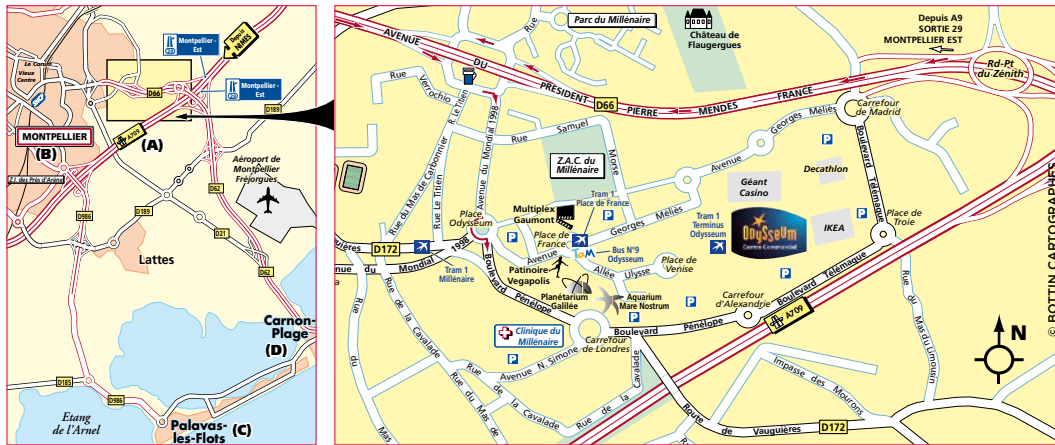 Montpellier -
Est
Depuis
NÎMES
Le Corum
Vieux
Centre
Montpellier -
Est
D66
D189
MONTPELLIER
(B)
(A)
A709
Aéroport de
Montpellier
Fréjorgues
Z.I. des Prés d'Arène
D62
D986
D189
D21
Lattes
D62
Carnon-
Plage
(D)
D185
D986
Etang
de l'Arnel
Palavas-
les-Flots
(C)
Parc du Millénaire
Château de
Flaugergues
Depuis A9
SORTIE 29
MONTPELLIER EST
Rd-Pt
du Zénith
AVENUE DU PRÉSIDENT PIERRE MENDÈS FRANCE
D66
Rue
Rue Verrochio
R. Le Titien
Avenue du Mondial 1998
Rue Samuel Morse
Z.A.C. du
Millénaire
Avenue Georges Méliès
Carrefour
de Madrid
P
Decathlon
Géant
Casino
Boulevard Télémaque
Rue du Mas de Carbonnier
Rue Le Titien
Multiplex
Gaumont
Tram 1
Place de France
Georges Méliès
Place
Odysseum
P
Place de
France
Tram 1
Terminus
Odysseum
ODYSSEUM
Centre Commercial
IKEA
Place de
Troie
D172
1998
Avenue
TaM
Bus N°9
Odysseum
Mondial
Tram 1
Millénaire
Patinoire
Vegapolis
Allée Ulysse
Place de
Venise
P
Boulevard Télémaque
Boulevard Pénélope
Planétarium
Galilée
Aquarium
Mare Nostrum
P
P
Carrefour
d'Alexandrie
A709
Clinique du
Millénaire
Carrefour
de Londres
Boulevard Pénélope
P
Avenue N. Simone
Rue de la Cavalade
Rue de la Cavalade
Rue du Mas de
Rue de la Cavalade
Route de Vauguières
D172
Impasse des Mourons
Rue du Mas du Limousin
N
© BOTTIN CARTOGRAPHES